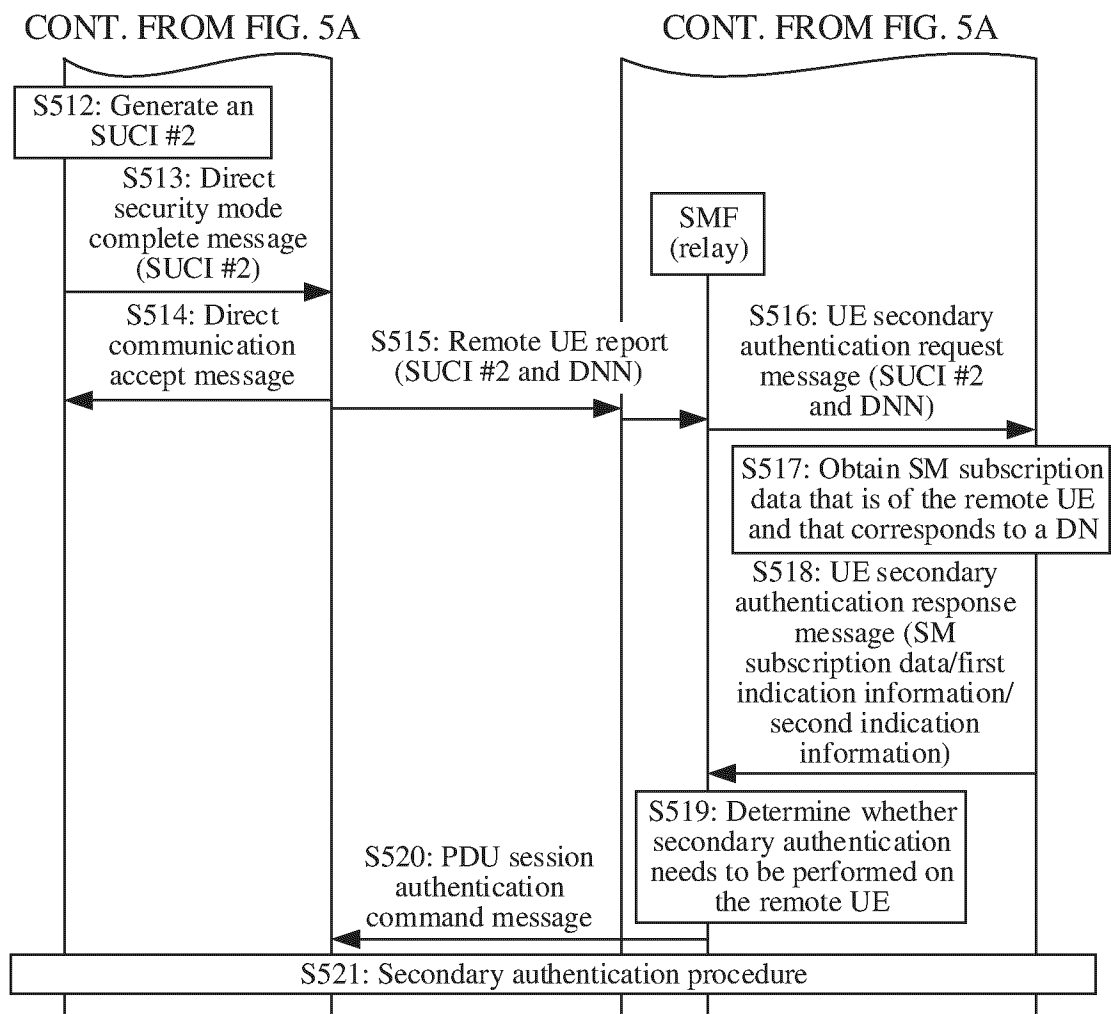 CONT. FROM FIG. 5A
CONT. FROM FIG. 5A
S512: Generate an
SUCI #2
S513: Direct
security mode
complete message
(SUCI #2)
SMF
(relay)
S514: Direct
communication
accept message
S515: Remote UE report
(SUCI #2 and DNN)
S516: UE secondary
authentication request
message (SUCI #2
and DNN)
S517: Obtain SM subscription
data that is of the remote UE
and that corresponds to a DN
S518: UE secondary
authentication response
message (SM
subscription data/first
indication information/
second indication
information)
S519: Determine whether
secondary authentication
needs to be performed on
the remote UE
S520: PDU session
authentication
command message
S521: Secondary authentication procedure